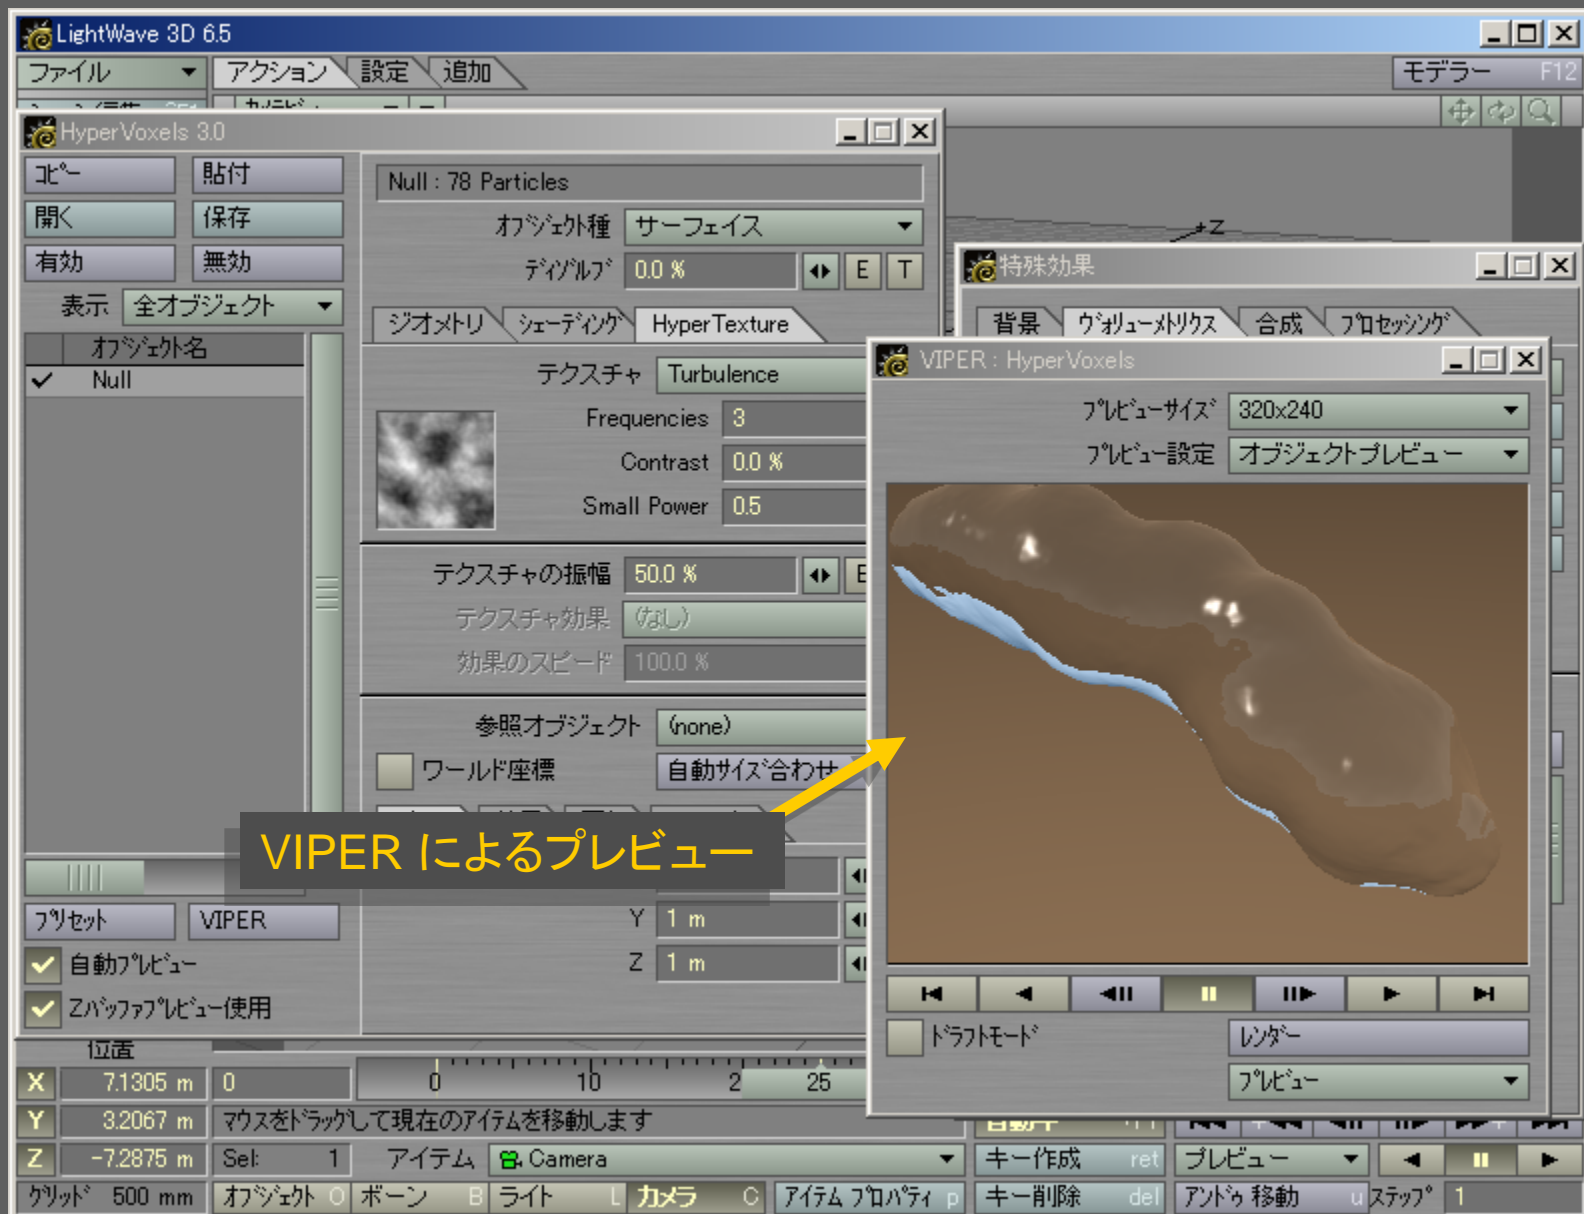 LightWave 3D 6.5
ファイル アクション 設定 追加 モデラー F12
HyperVoxels 3.0
コピー 貼付
開く 保存
有効 無効
表示 全オブジェクト
オブジェクト名
Null
プリセット VIPER
自動プレビュー
Zバッファプレビュー使用
Null : 78 Particles
オブジェクト種 サーフェイス
ディゾルブ 0.0 % E T
ジオメトリ シェーディング HyperTexture
テクスチャ Turbulence
Frequencies 3
Contrast 0.0 %
Small Power 0.5
テクスチャの振幅 50.0 % E
テクスチャ効果 (なし)
効果のスピード 100.0 %
参照オブジェクト (none)
ワールド座標 自動サイズ合わせ
VIPER によるプレビュー
Y 1 m
Z 1 m
+Z
特殊効果
背景 ヴォリューメトリクス 合成 プロセッシング
VIPER : HyperVoxels
プレビューサイズ 320x240
プレビュー設定 オブジェクトプレビュー
ドラフトモード レンダー
プレビュー
位置
X 7.1305 m 0 0 10 2 25
Y 3.2067 m マウスをドラッグして現在のアイテムを移動します
Z -7.2875 m Sel: 1 アイテム Camera キー作成 ret プレビュー
グリッド 500 mm オブジェクト O ボーン B ライト L カメラ C アイテム プロパティ p キー削除 del アンドゥ 移動 u ステップ 1